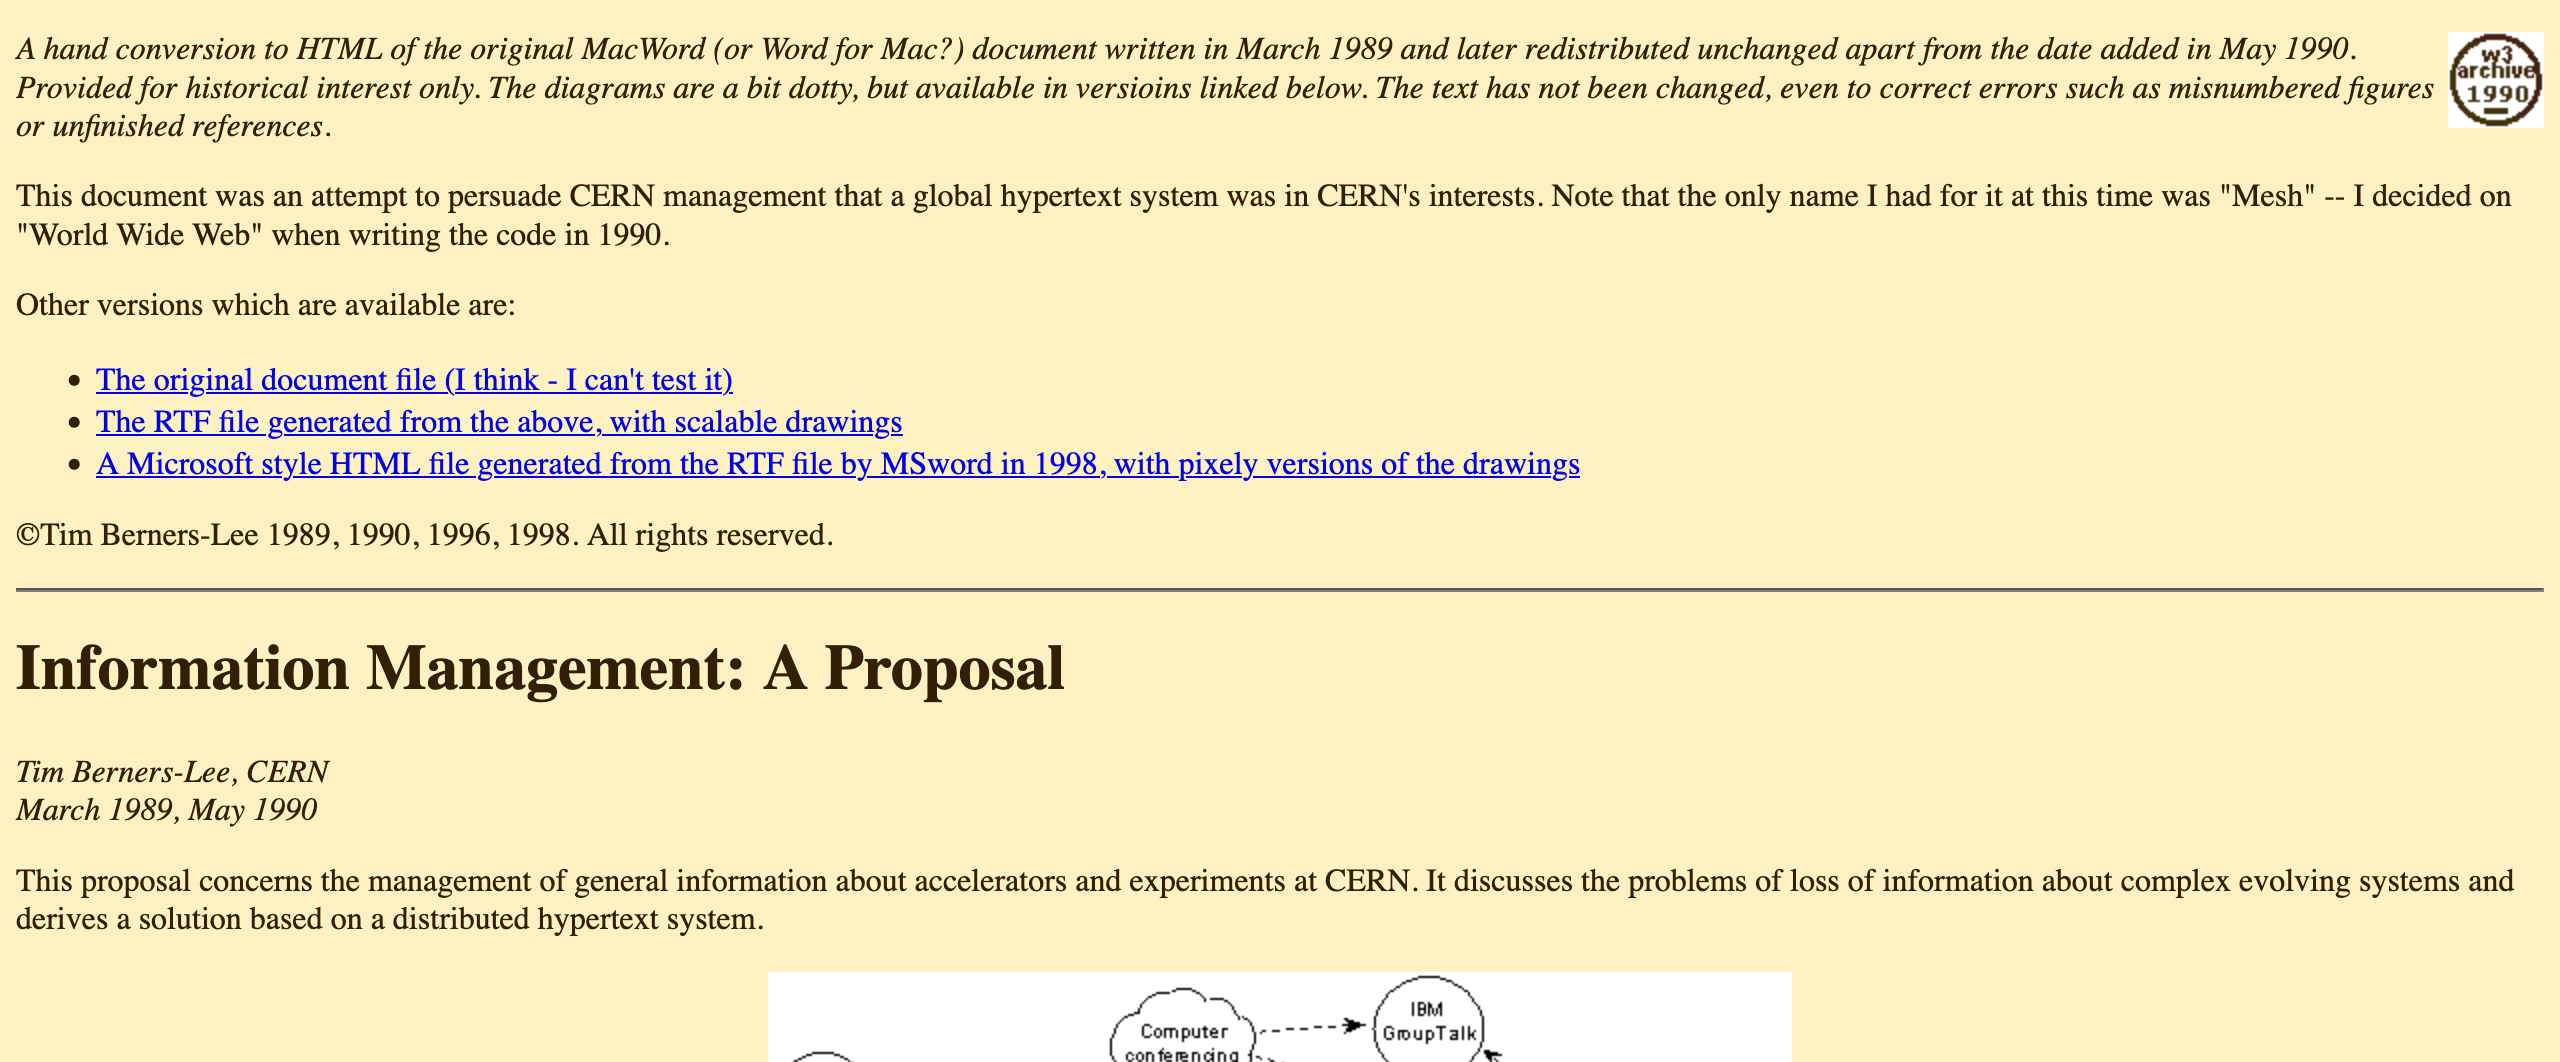 A hand conversion to HTML of the original MacWord (or Word for Mac?) document written in March 1989 and later redistributed unchanged apart from the date added in May 1990.
Provided for historical interest only. The diagrams are a bit dotty, but available in versioins linked below. The text has not been changed, even to correct errors such as misnumbered figures
or unfinished references.
w3
archive
1990
This document was an attempt to persuade CERN management that a global hypertext system was in CERN's interests. Note that the only name I had for it at this time was "Mesh" -- I decided on
"World Wide Web" when writing the code in 1990.
Other versions which are available are:
• The original document file (I think - I can't test it)
• The RTF file generated from the above, with scalable drawings
• A Microsoft style HTML file generated from the RTF file by MSword in 1998, with pixely versions of the drawings
©Tim Berners-Lee 1989, 1990, 1996, 1998. All rights reserved.
Information Management: A Proposal
Tim Berners-Lee, CERN
March 1989, May 1990
This proposal concerns the management of general information about accelerators and experiments at CERN. It discusses the problems of loss of information about complex evolving systems and
derives a solution based on a distributed hypertext system.
Computer
conferencing
IBM
GroupTalk